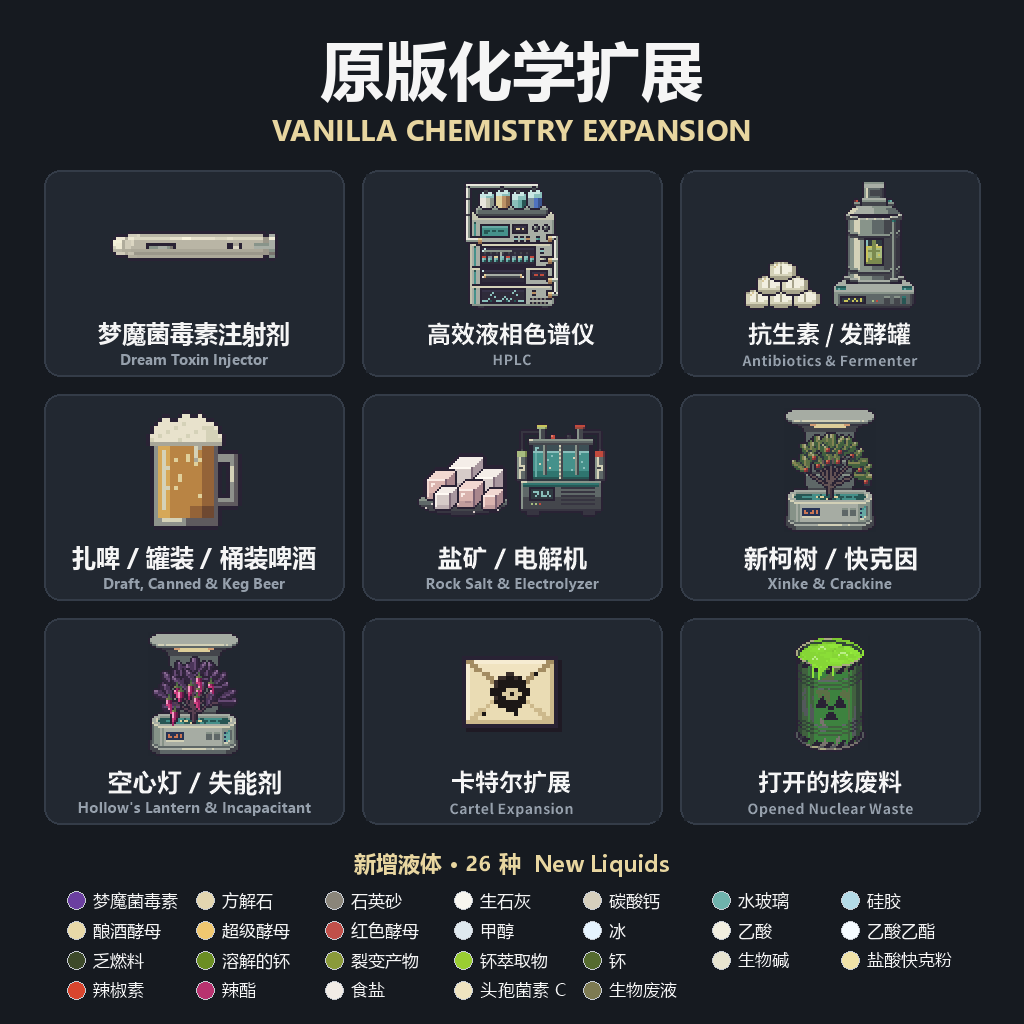 原版化学扩展
VANILLA CHEMISTRY EXPANSION
梦魔菌毒素注射剂
Dream Toxin Injector
高效液相色谱仪
HPLC
抗生素 / 发酵罐
Antibiotics & Fermenter
扎啤 / 罐装 / 桶装啤酒
Draft, Canned & Keg Beer
盐矿 / 电解机
Rock Salt & Electrolyzer
新柯树 / 快克因
Xinke & Crackine
空心灯 / 失能剂
Hollow's Lantern & Incapacitant
卡特尔扩展
Cartel Expansion
打开的核废料
Opened Nuclear Waste
新增液体 • 26 种 New Liquids
梦魔菌毒素 方解石 石英砂 生石灰 碳酸钙 水玻璃 硅胶
酿酒酵母 超级酵母 红色酵母 甲醇 冰 乙酸 乙酸乙酯
芝燃料 溶解的钚 裂变产物 钚萃取物 钚 生物碱 盐酸快克粉
辣椒素 辣酯 食盐 头孢菌素 C 生物废液